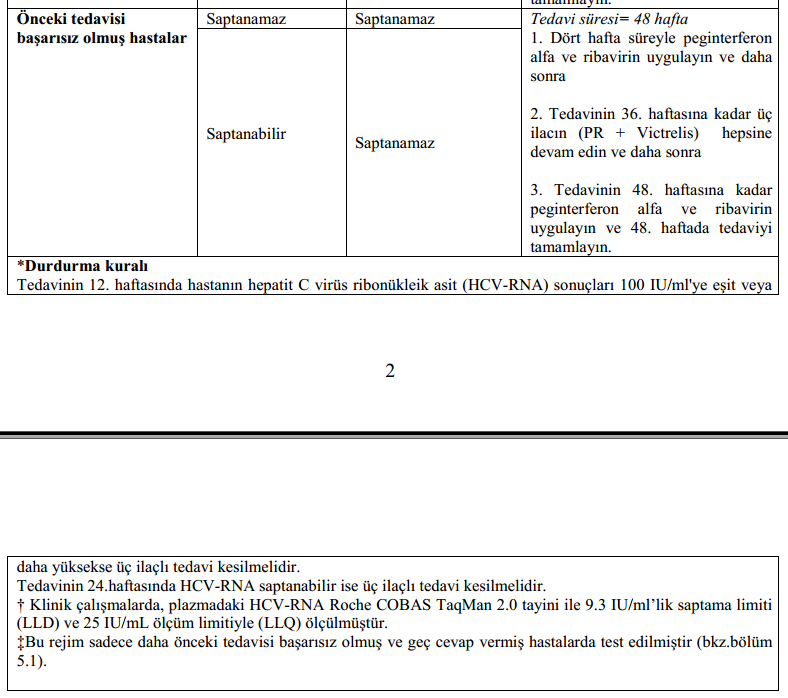 tamamlayın.
Önceki tedavisi
başarısız olmuş hastalar
Saptanamaz
Saptanamaz
Saptanabilir
Saptanamaz
Tedavi süresi= 48 hafta
1. Dört hafta süreyle peginterferon
alfa ve ribavirin uygulayın ve daha
sonra
2. Tedavinin 36. haftasına kadar üç
ilacın (PR + Victrelis) hepsine
devam edin ve daha sonra
3. Tedavinin 48. haftasına kadar
peginterferon alfa ve ribavirin
uygulayın ve 48. haftada tedaviyi
tamamlayın.
*Durdurma kuralı
Tedavinin 12. haftasında hastanın hepatit C virüs ribonükleik asit (HCV-RNA) sonuçları 100 IU/ml'ye eşit veya
2
daha yüksekse üç ilaçlı tedavi kesilmelidir.
Tedavinin 24.haftasında HCV-RNA saptanabilir ise üç ilaçlı tedavi kesilmelidir.
† Klinik çalışmalarda, plazmadaki HCV-RNA Roche COBAS TaqMan 2.0 tayini ile 9.3 IU/ml’lik saptama limiti
(LLD) ve 25 IU/mL ölçüm limitiyle (LLQ) ölçülmüştür.
‡Bu rejim sadece daha önceki tedavisi başarısız olmuş ve geç cevap vermiş hastalarda test edilmiştir (bkz.bölüm
5.1).